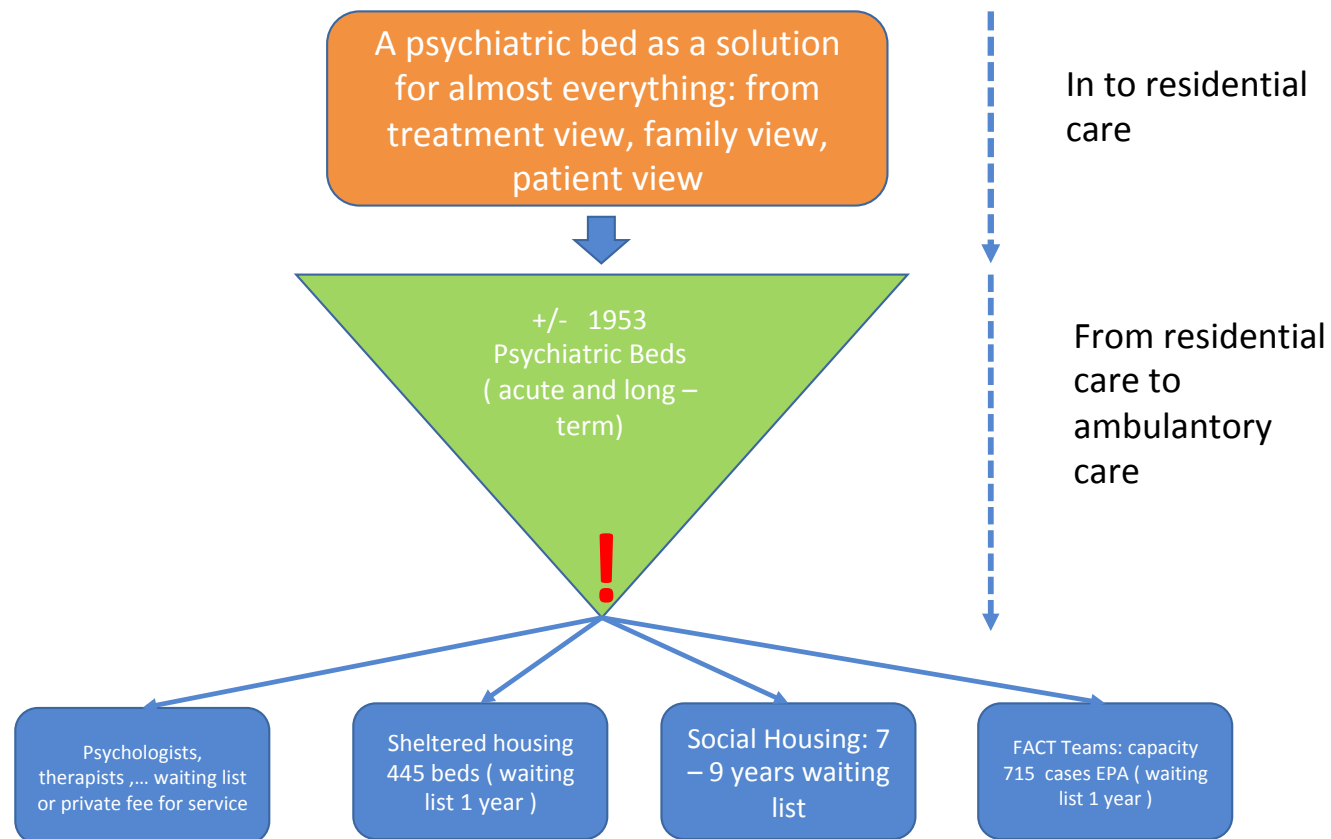 A psychiatric bed as a solution
for almost everything: from
treatment view, family view,
patient view
In to residential
care
+/-   1953
Psychiatric Beds
( acute and long –
term)
From residential
care to
ambulantory
care
!
Psychologists,
therapists ,... waiting list
or private fee for service
Sheltered housing
445 beds ( waiting
list 1 year )
Social Housing: 7
– 9 years waiting
list
FACT Teams: capacity
715  cases EPA ( waiting
list 1 year )